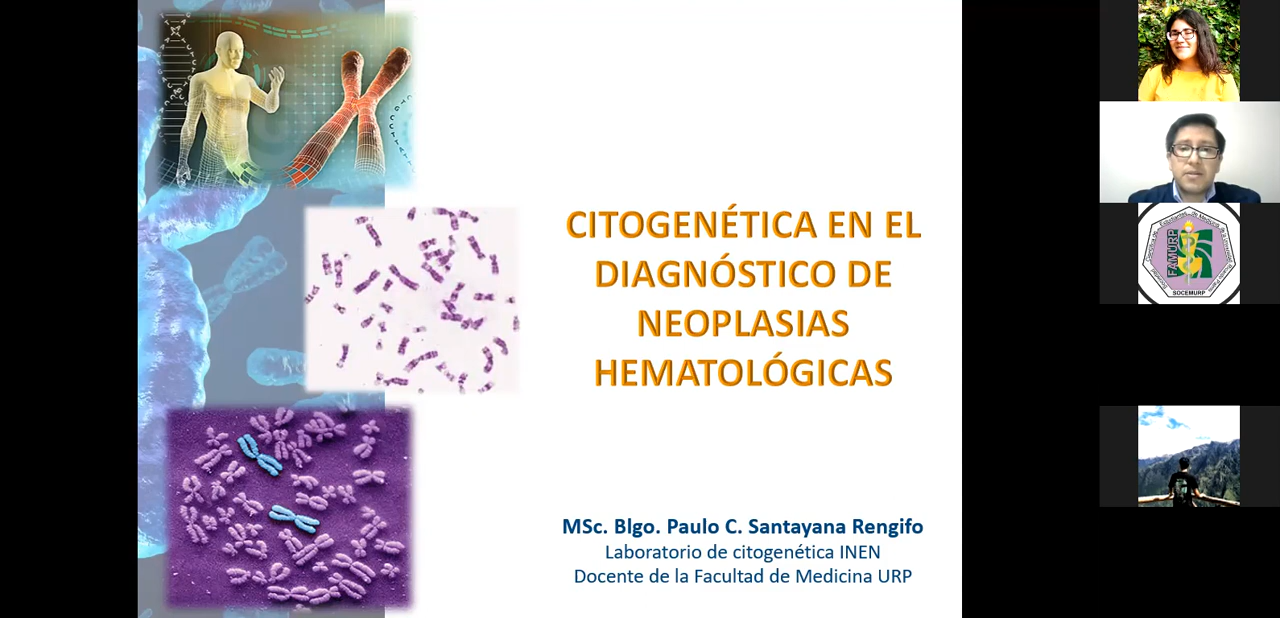 CITOGENÉTICA EN EL
DIAGNÓSTICO DE
NEOPLASIAS
HEMATOLÓGICAS
MSc. Blgo. Paulo C. Santayana Rengifo
Laboratorio de citogenética INEN
Docente de la Facultad de Medicina URP
FAMURP
SOCEMURP